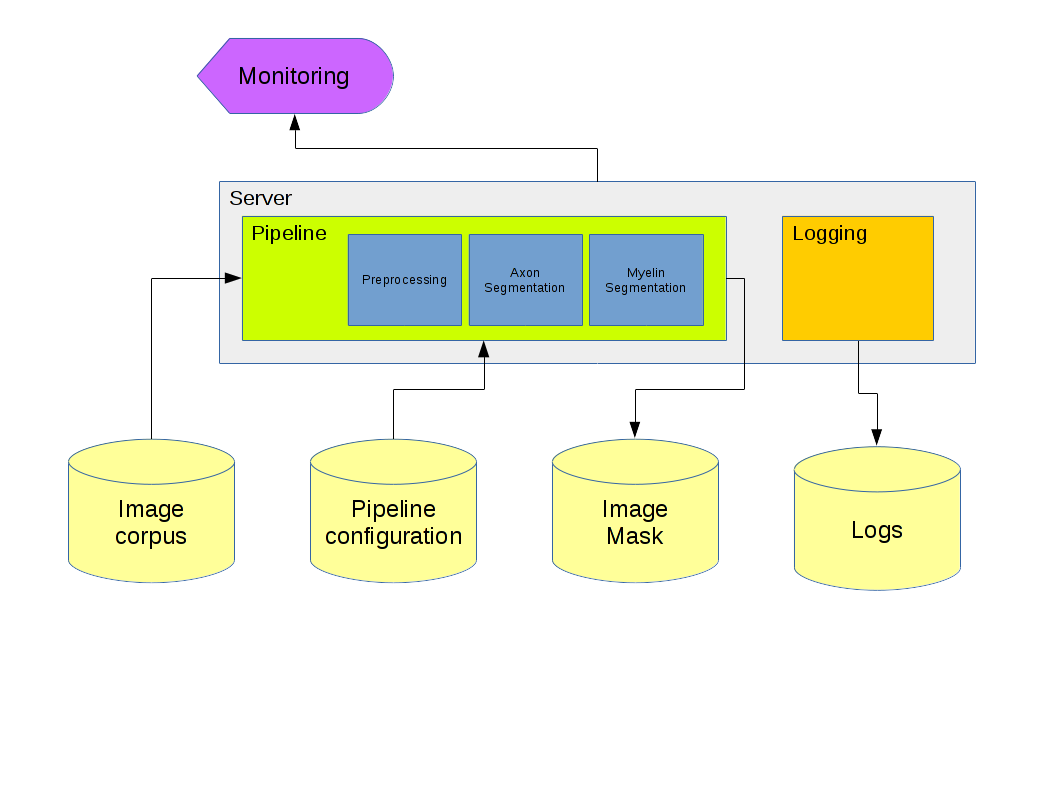 Monitoring
Server
Pipeline
Logging
Preprocessing
Axon
Segmentation
Myelin
Segmentation
Image
corpus
Pipeline
configuration
Image
Mask
Logs